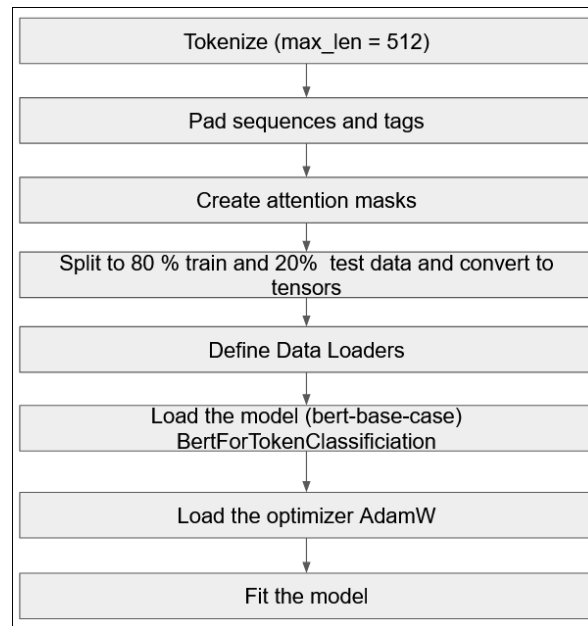 Tokenize (max_len = 512)
Pad sequences and tags
Create attention masks
Split to 80 % train and 20%  test data and convert to
tensors
Define Data Loaders
Load the model (bert-base-case)
BertForTokenClassificiation
Load the optimizer AdamW
Fit the model